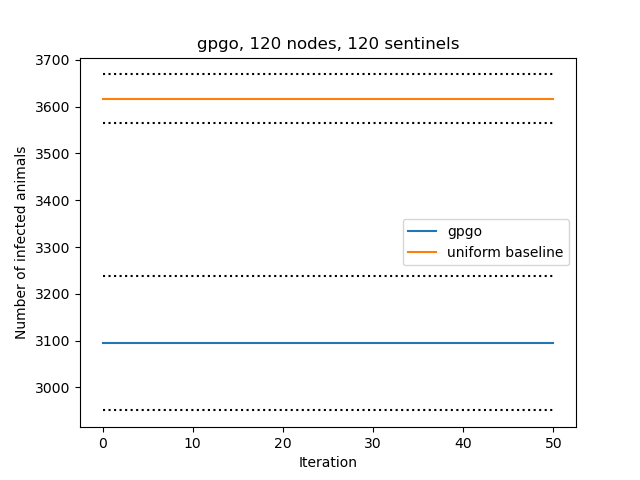 gpgo, 120 nodes, 120 sentinels
3700
3600
3500
3400
3300
3200
3100
3000
Number of infected animals
gpgo
uniform baseline
0 10 20 30 40 50
Iteration